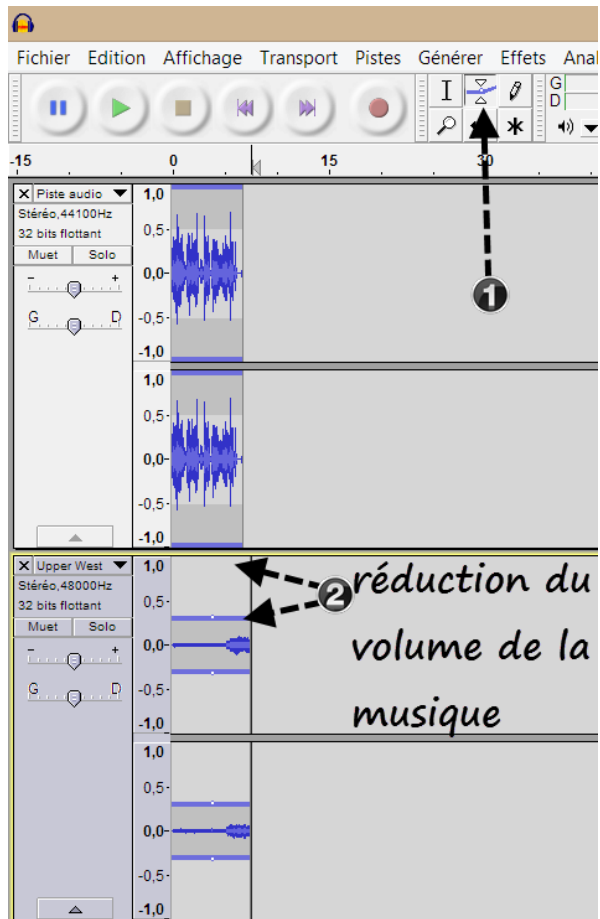 Fichier Edition Affichage Transport Pistes Générer Effets Anal
G
D
-15 0 15 30
X Piste audio
Stéréo,44100Hz
32 bits flottant
Muet Solo
- +
G D
1,0
0,5-
0,0-
-0,5-
-1,0
1,0
0,5-
0,0-
-0,5-
-1,0
1
X Upper West
Stéréo,48000Hz
32 bits flottant
Muet Solo
- +
G D
1,0
0,5-
0,0-
-0,5-
-1,0
1,0
0,5-
0,0-
-0,5-
-1,0
2
réduction du
volume de la
musique